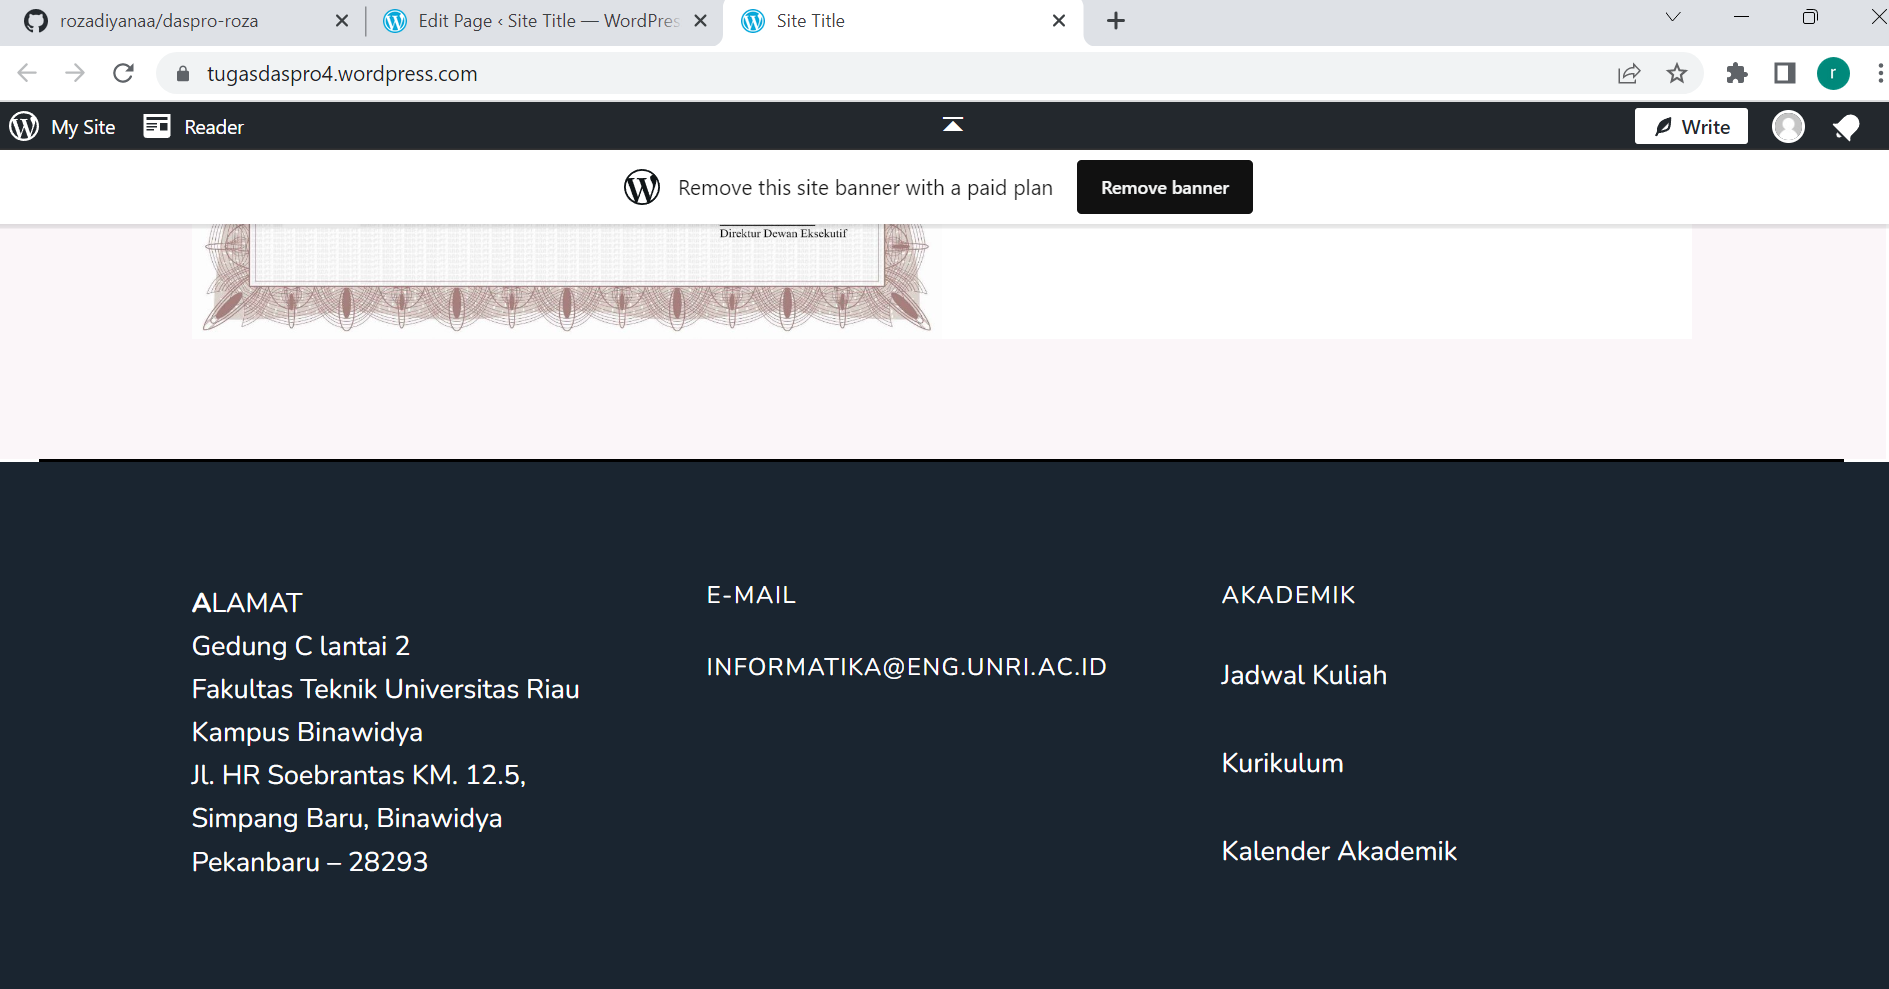 rozadiyanaa/daspro-roza
Edit Page ‹ Site Title — WordPres
Site Title
tugasdaspro4.wordpress.com
r
My Site
Reader
Write
Remove this site banner with a paid plan
Remove banner
Direktur Dewan Eksekutif
ALAMAT
Gedung C lantai 2
Fakultas Teknik Universitas Riau
Kampus Binawidya
Jl. HR Soebrantas KM. 12.5,
Simpang Baru, Binawidya
Pekanbaru – 28293
E-MAIL
INFORMATIKA@ENG.UNRI.AC.ID
AKADEMIK
Jadwal Kuliah
Kurikulum
Kalender Akademik